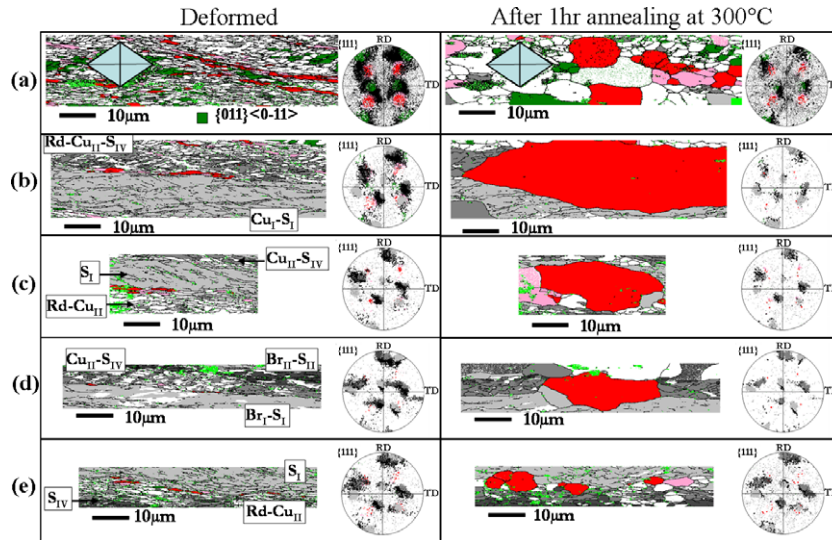 Deformed
After 1hr annealing at 300°C
(a)
10μm
{011}<0-11>
{111}
RD
TD
10μm
{111}
RD
TD
(b)
Rd-CuII-SIV
10μm
CuI-SI
{111}
RD
TD
10μm
{111}
RD
TD
(c)
SI
CuII-SIV
Rd-CuII
10μm
{111}
RD
TD
10μm
{111}
RD
(d)
CuII-SIV
BrII-SII
10μm
BrI-SI
{111}
RD
TD
10μm
{111}
RD
(e)
SI
SIV
10μm
Rd-CuII
{111}
RD
TD
10μm
{111}
RD